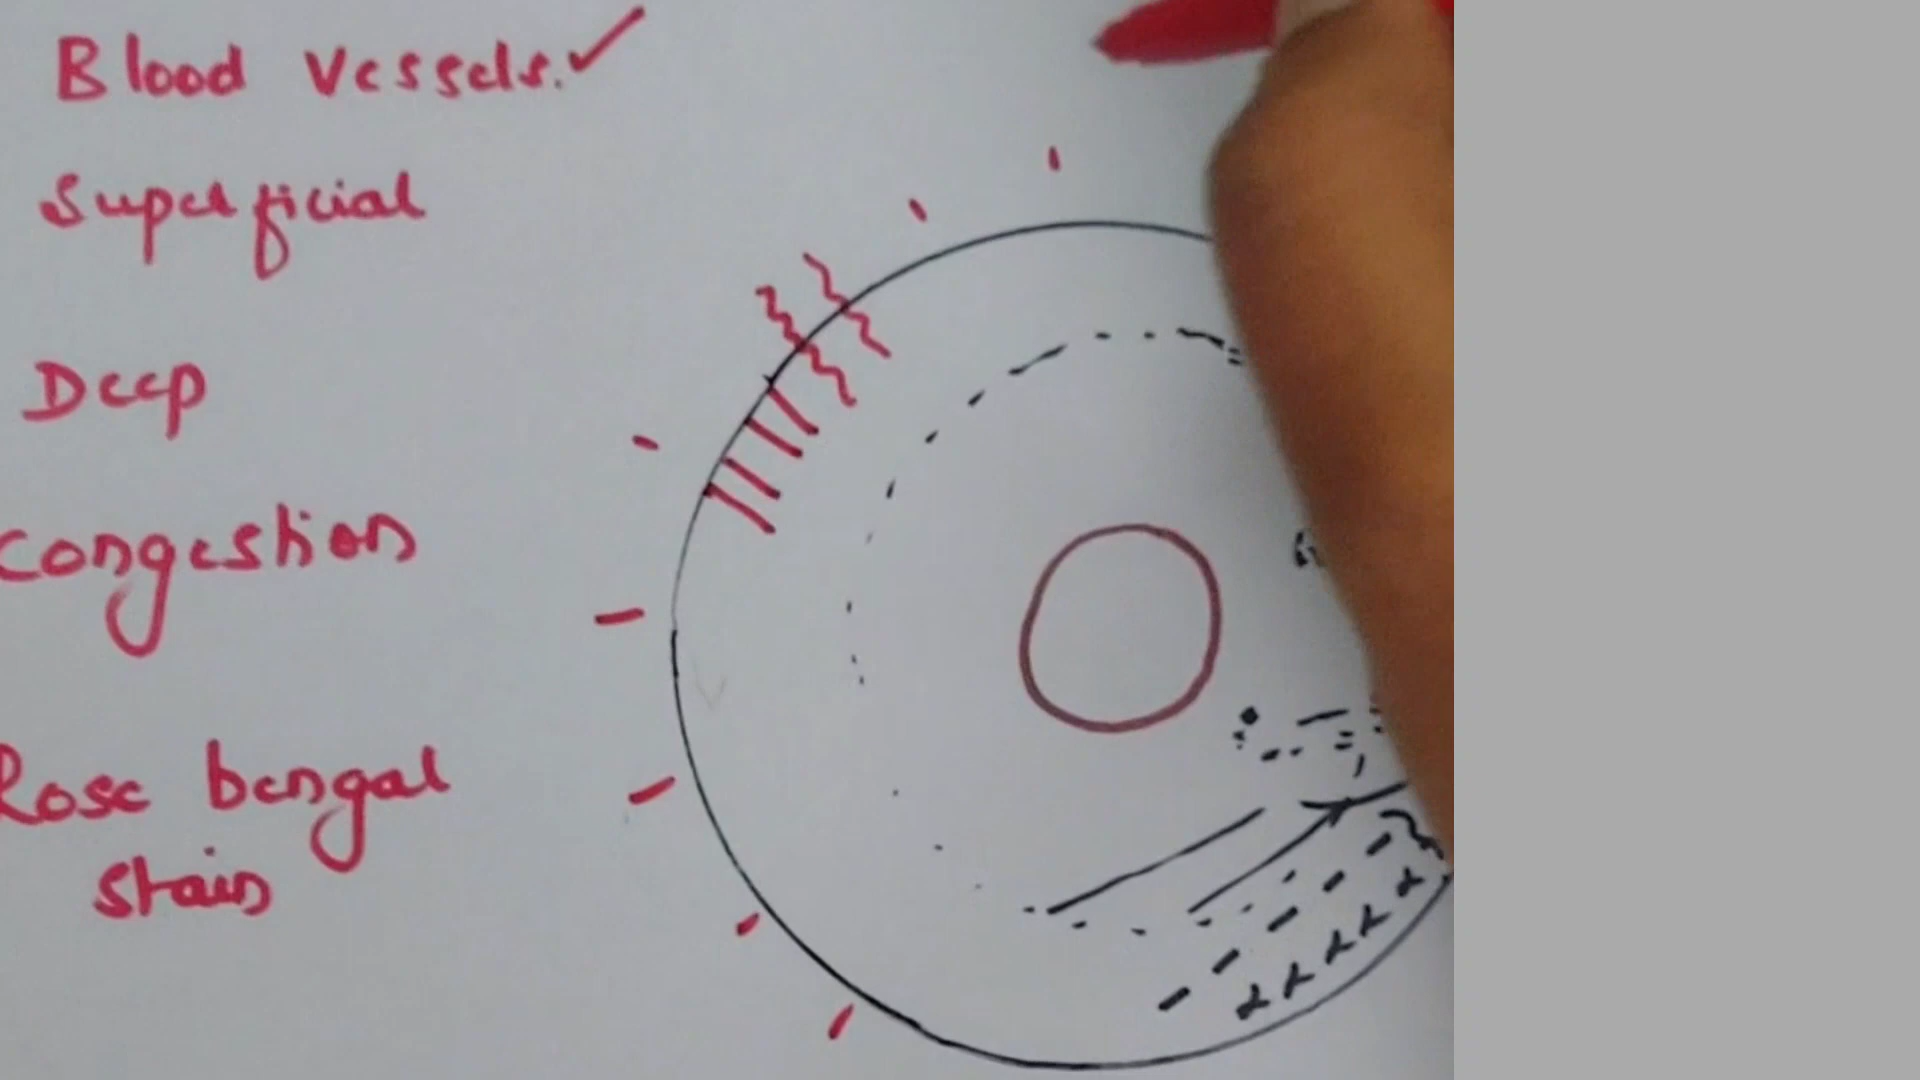 Blood vessels.
Superficial
Deep
Congestion
Rose bengal
stain